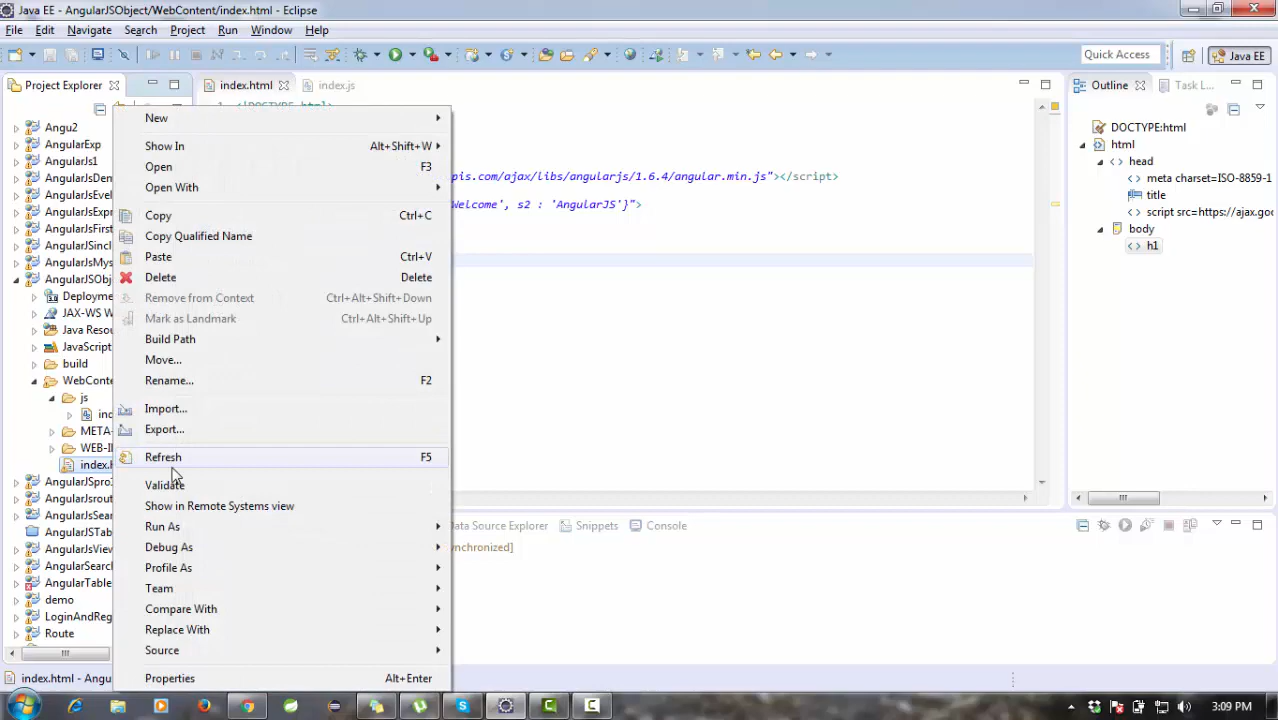 Java EE - AngularJSObject/WebContent/index.html - Eclipse
File Edit Navigate Search Project Run Window Help
Quick Access
Java EE
Project Explorer
index.html
index.js
Outline
Task L...
<!DOCTYPE html>
New
Show In Alt+Shift+W
Open F3
Open With
Copy Ctrl+C
Copy Qualified Name
Paste Ctrl+V
Delete Delete
Remove from Context Ctrl+Alt+Shift+Down
Mark as Landmark Ctrl+Alt+Shift+Up
Build Path
Move...
Rename... F2
Import...
Export...
Refresh F5
Validate
Show in Remote Systems view
Run As
Debug As
Profile As
Team
Compare With
Replace With
Source
Properties Alt+Enter
Angu2
AngularExp
AngularJs1
AngularJsDem
AngularJsEvel
AngularJsExpr
AngularJsFirst
AngularJSincl
AngularJsMys
AngularJSObj
Deployme
JAX-WS W
Java Resou
JavaScript
build
WebConte
js
ind
META-
WEB-I
index.h
AngularJSpro
AngularJsrout
AngularJsSear
AngularJSTab
AngularJsView
AngularSearc
AngularTable
demo
LoginAndReg
Route
pis.com/ajax/libs/angularjs/1.6.4/angular.min.js"></script>
Welcome', s2 : 'AngularJS'}">
DOCTYPE:html
html
head
meta charset=ISO-8859-1
title
script src=https://ajax.goo
body
h1
Data Source Explorer
Snippets
Console
ynchronized]
index.html - Angu
3:09 PM